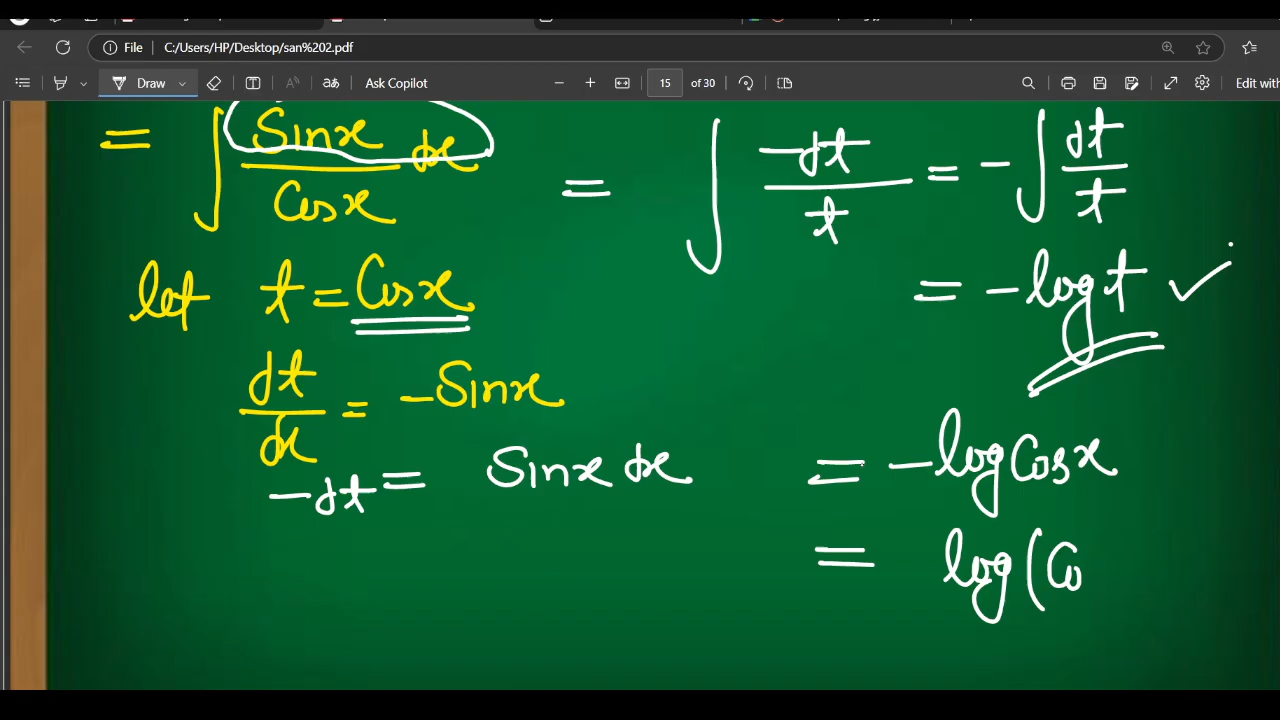 File C:/Users/HP/Desktop/san%202.pdf
Draw Ask Copilot 15 of 30 Edit with
= ∫ Sinx/Cosx dx = ∫ -dt/t = - ∫ dt/t
let t = Cosx = - log t ✓
dt/dx = - Sinx
-dt = Sinx dx = - log Cosx
= log (Co